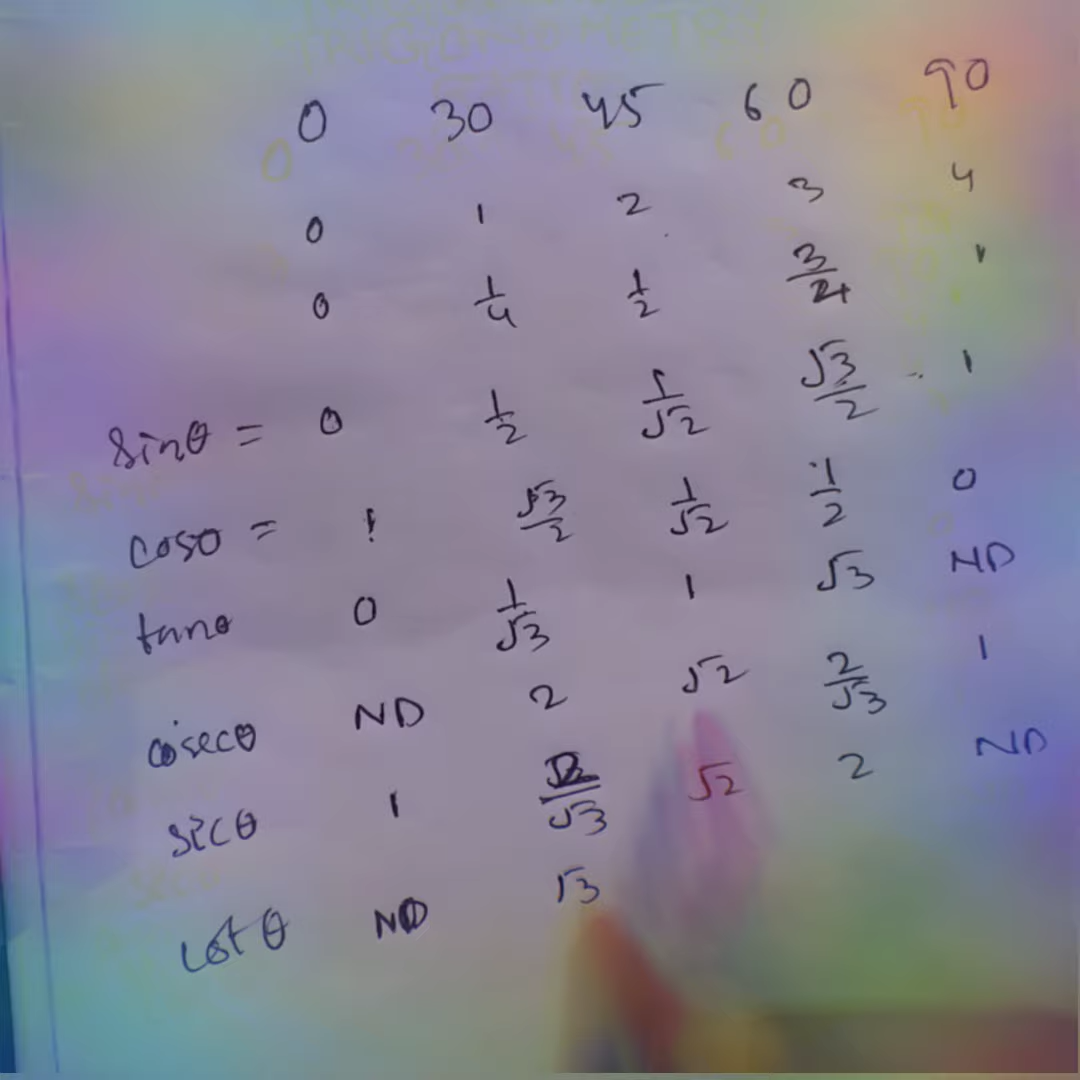 0 30 45 60 90
0 1 2 3 4
0 1/4 1/2 3/4 1
sinθ = 0 1/2 1/√2 √3/2 1
cosθ = 1 √3/2 1/√2 1/2 0
tanθ 0 1/√3 1 √3 ND
cosecθ ND 2 √2 2/√3 1
secθ 1 2/√3 √2 2 ND
cotθ ND √3